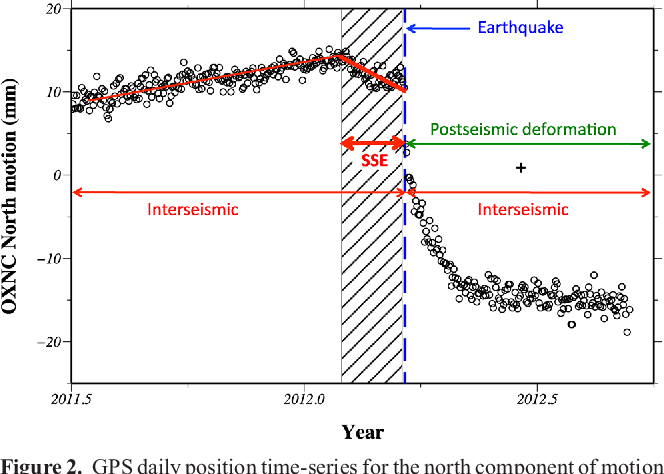 20
10
0
−10
−20
OXNC North motion (mm)
Earthquake
Postseismic deformation
SSE
Interseismic
Interseismic
2011.5
2012.0
2012.5
Year
Figure 2. GPS daily position time-series for the north component of motion